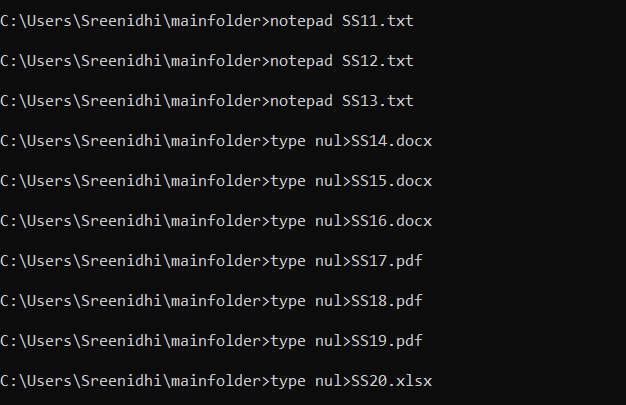 C:\Users\Sreenidhi\mainfolder>notepad SS11.txt
C:\Users\Sreenidhi\mainfolder>notepad SS12.txt
C:\Users\Sreenidhi\mainfolder>notepad SS13.txt
C:\Users\Sreenidhi\mainfolder>type nul>SS14.docx
C:\Users\Sreenidhi\mainfolder>type nul>SS15.docx
C:\Users\Sreenidhi\mainfolder>type nul>SS16.docx
C:\Users\Sreenidhi\mainfolder>type nul>SS17.pdf
C:\Users\Sreenidhi\mainfolder>type nul>SS18.pdf
C:\Users\Sreenidhi\mainfolder>type nul>SS19.pdf
C:\Users\Sreenidhi\mainfolder>type nul>SS20.xlsx